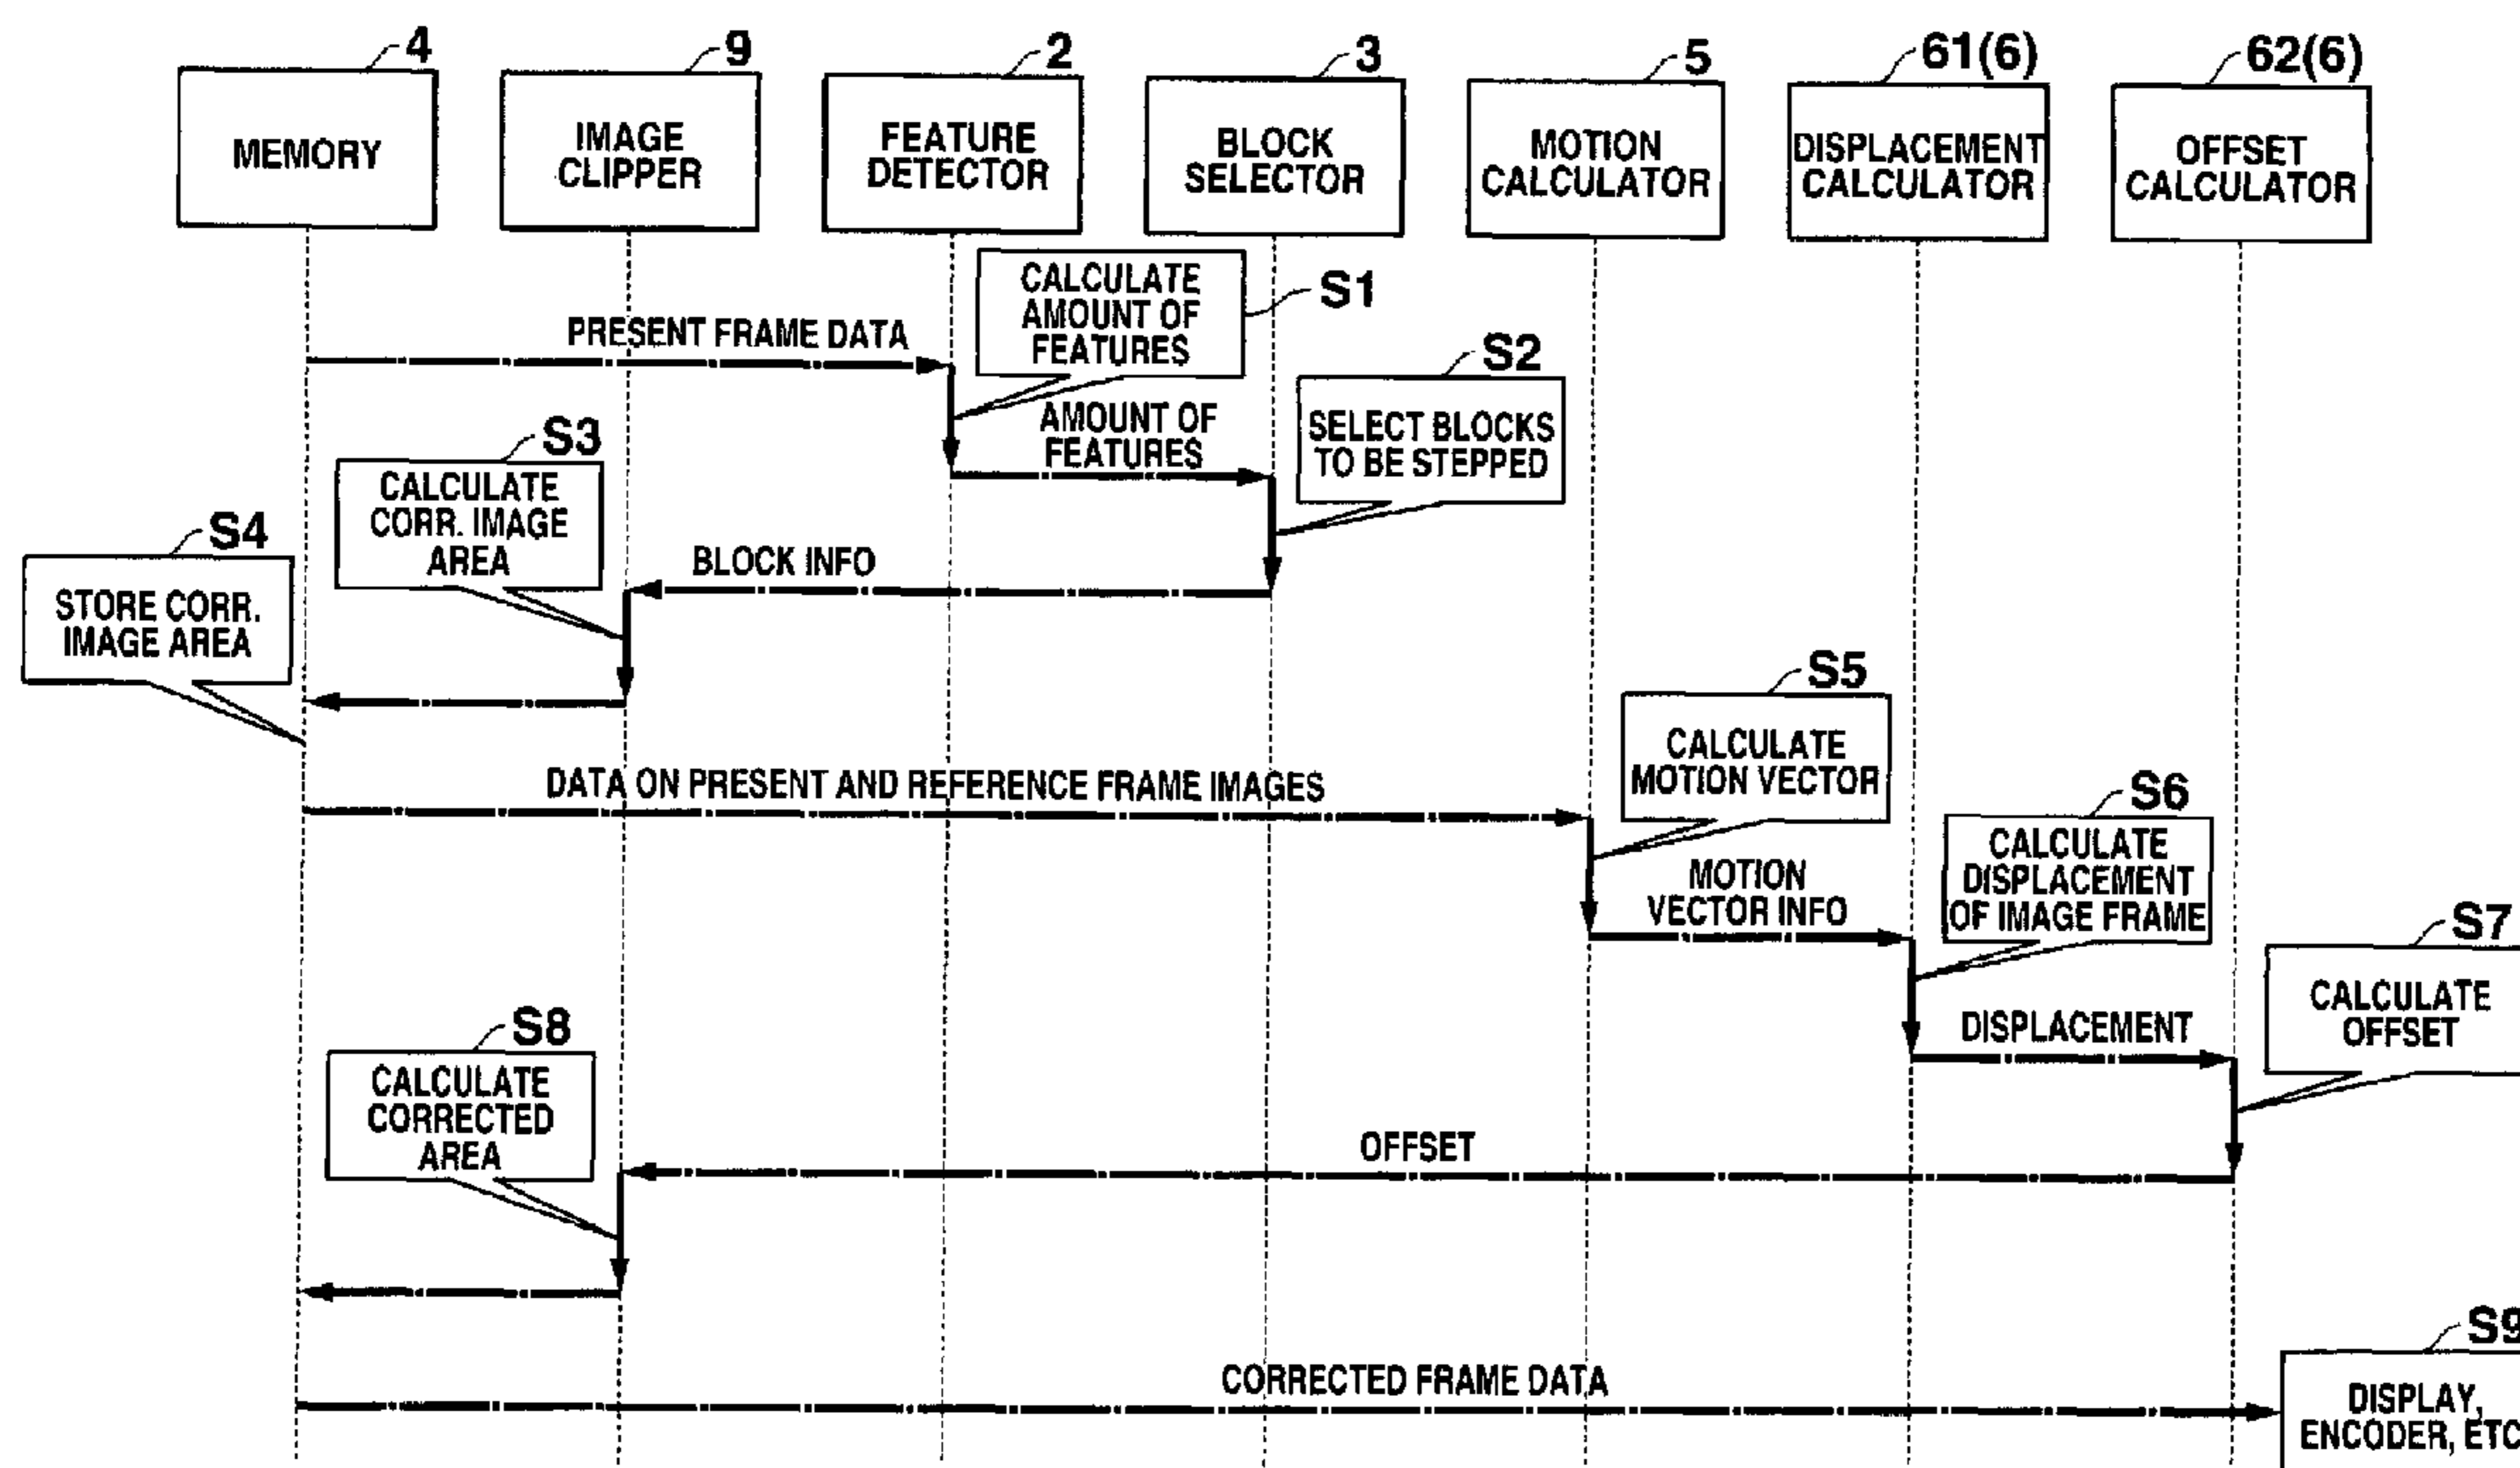 4
9
2
3
5
61(6)
62(6)
MEMORY
IMAGE
CLIPPER
FEATURE
DETECTOR
BLOCK
SELECTOR
MOTION
CALCULATOR
DISPLACEMENT
CALCULATOR
OFFSET
CALCULATOR
CALCULATE
AMOUNT OF
FEATURES
S1
PRESENT FRAME DATA
S2
SELECT BLOCKS
TO BE STEPPED
AMOUNT OF
FEATURES
S3
CALCULATE
CORR. IMAGE
AREA
S4
STORE CORR.
IMAGE AREA
BLOCK INFO
S5
CALCULATE
MOTION VECTOR
DATA ON PRESENT AND REFERENCE FRAME IMAGES
S6
CALCULATE
DISPLACEMENT
OF IMAGE FRAME
MOTION
VECTOR INFO
S7
CALCULATE
OFFSET
DISPLACEMENT
S8
CALCULATE
CORRECTED
AREA
OFFSET
S9
CORRECTED FRAME DATA
DISPLAY,
ENCODER, ETC